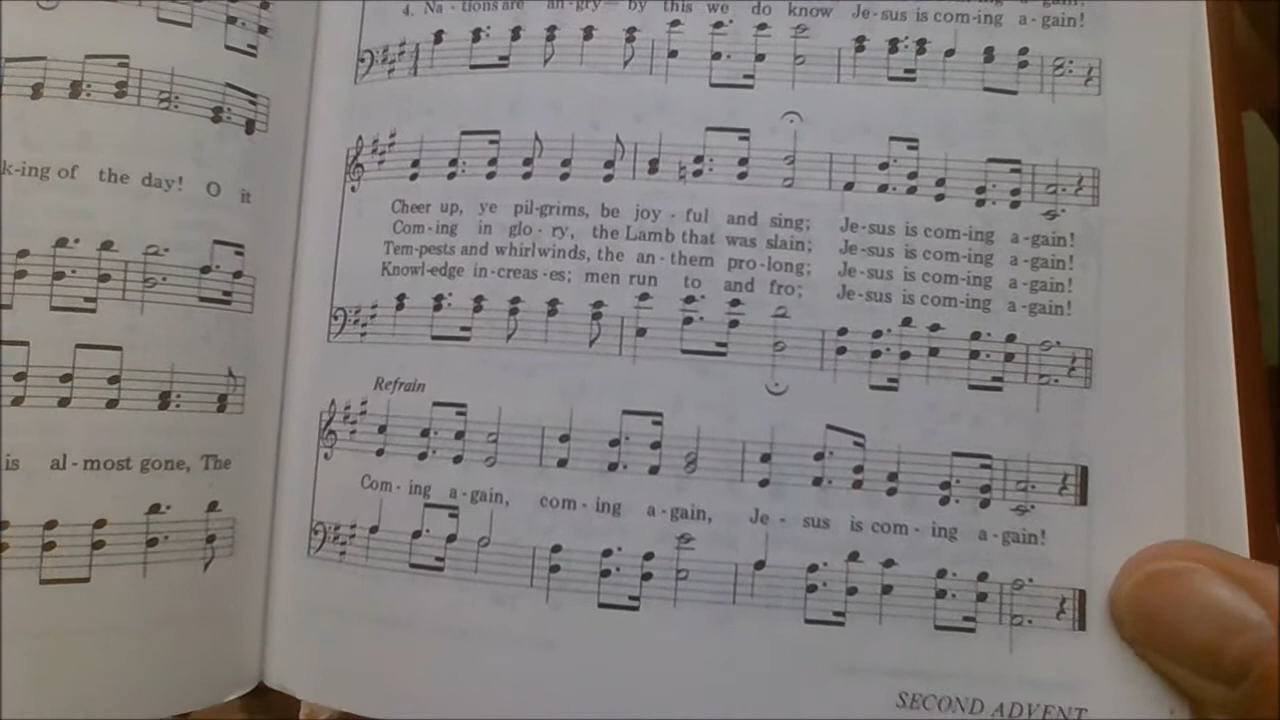 k-ing of the day! O it
is al-most gone, The
4. Na-tions are an-gry— by this we do know Je-sus is com-ing a-gain!
Cheer up, ye pil-grims, be joy-ful and sing; Je-sus is com-ing a-gain!
Com-ing in glo-ry, the Lamb that was slain; Je-sus is com-ing a-gain!
Tem-pests and whirlwinds, the an-them pro-long; Je-sus is com-ing a-gain!
Knowl-edge in-creas-es; men run to and fro; Je-sus is com-ing a-gain!
Refrain
Com-ing a-gain, com-ing a-gain, Je-sus is com-ing a-gain!
SECOND ADVENT